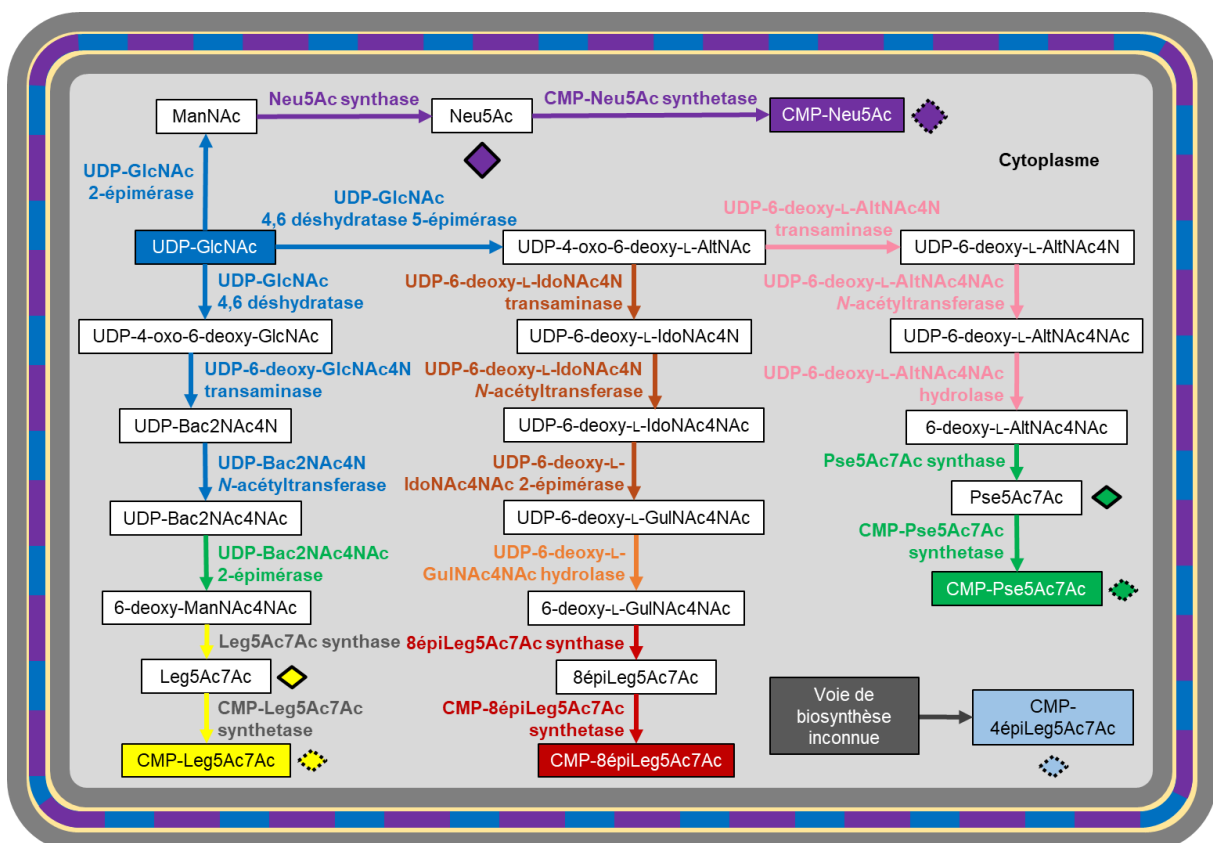 Neu5Ac synthase
CMP-Neu5Ac synthetase
ManNAc
Neu5Ac
CMP-Neu5Ac
Cytoplasme
UDP-GlcNAc
2-épimérase
UDP-GlcNAc
4,6 déshydratase 5-épimérase
UDP-6-deoxy-L-AltNAc4N
transaminase
UDP-GlcNAc
UDP-4-oxo-6-deoxy-L-AltNAc
UDP-6-deoxy-L-AltNAc4N
UDP-GlcNAc
4,6 déshydratase
UDP-6-deoxy-L-IdoNAc4N
transaminase
UDP-6-deoxy-L-AltNAc4NAc
N-acétyltransferase
UDP-4-oxo-6-deoxy-GlcNAc
UDP-6-deoxy-L-IdoNAc4N
UDP-6-deoxy-L-AltNAc4NAc
UDP-6-deoxy-GlcNAc4N
transaminase
UDP-6-deoxy-L-IdoNAc4N
N-acétyltransferase
UDP-6-deoxy-L-AltNAc4NAc
hydrolase
UDP-Bac2NAc4N
UDP-6-deoxy-L-IdoNAc4NAc
6-deoxy-L-AltNAc4NAc
UDP-Bac2NAc4N
N-acétyltransferase
UDP-6-deoxy-L-
IdoNAc4NAc 2-épimérase
Pse5Ac7Ac synthase
Pse5Ac7Ac
UDP-Bac2NAc4NAc
UDP-6-deoxy-L-GulNAc4NAc
CMP-Pse5Ac7Ac
synthetase
UDP-Bac2NAc4NAc
2-épimérase
UDP-6-deoxy-L-
GulNAc4NAc hydrolase
CMP-Pse5Ac7Ac
6-deoxy-ManNAc4NAc
6-deoxy-L-GulNAc4NAc
Leg5Ac7Ac synthase
8épiLeg5Ac7Ac synthase
Leg5Ac7Ac
8épiLeg5Ac7Ac
CMP-Leg5Ac7Ac
synthetase
CMP-8épiLeg5Ac7Ac
synthetase
Voie de
biosynthèse
inconnue
CMP-
4épiLeg5Ac7Ac
CMP-Leg5Ac7Ac
CMP-8épiLeg5Ac7Ac